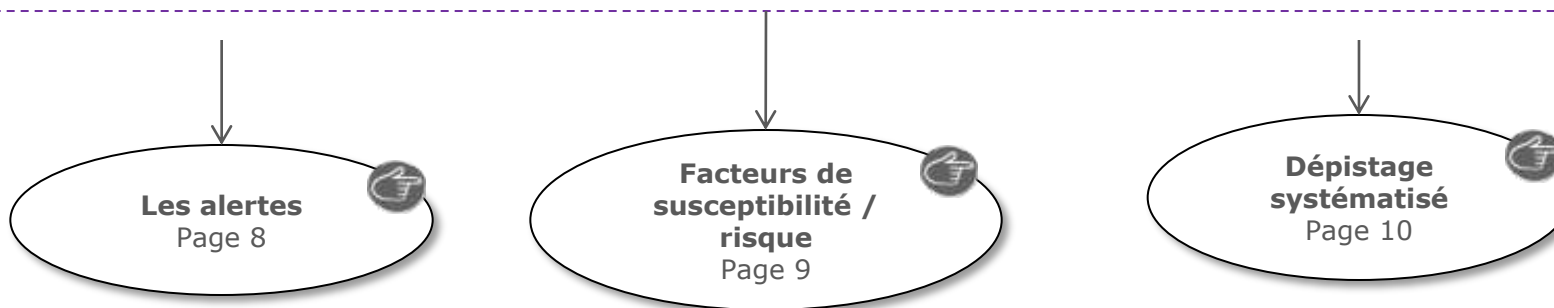 Les alertes
Page 8
Facteurs de
susceptibilité /
risque
Page 9
Dépistage
systématisé
Page 10